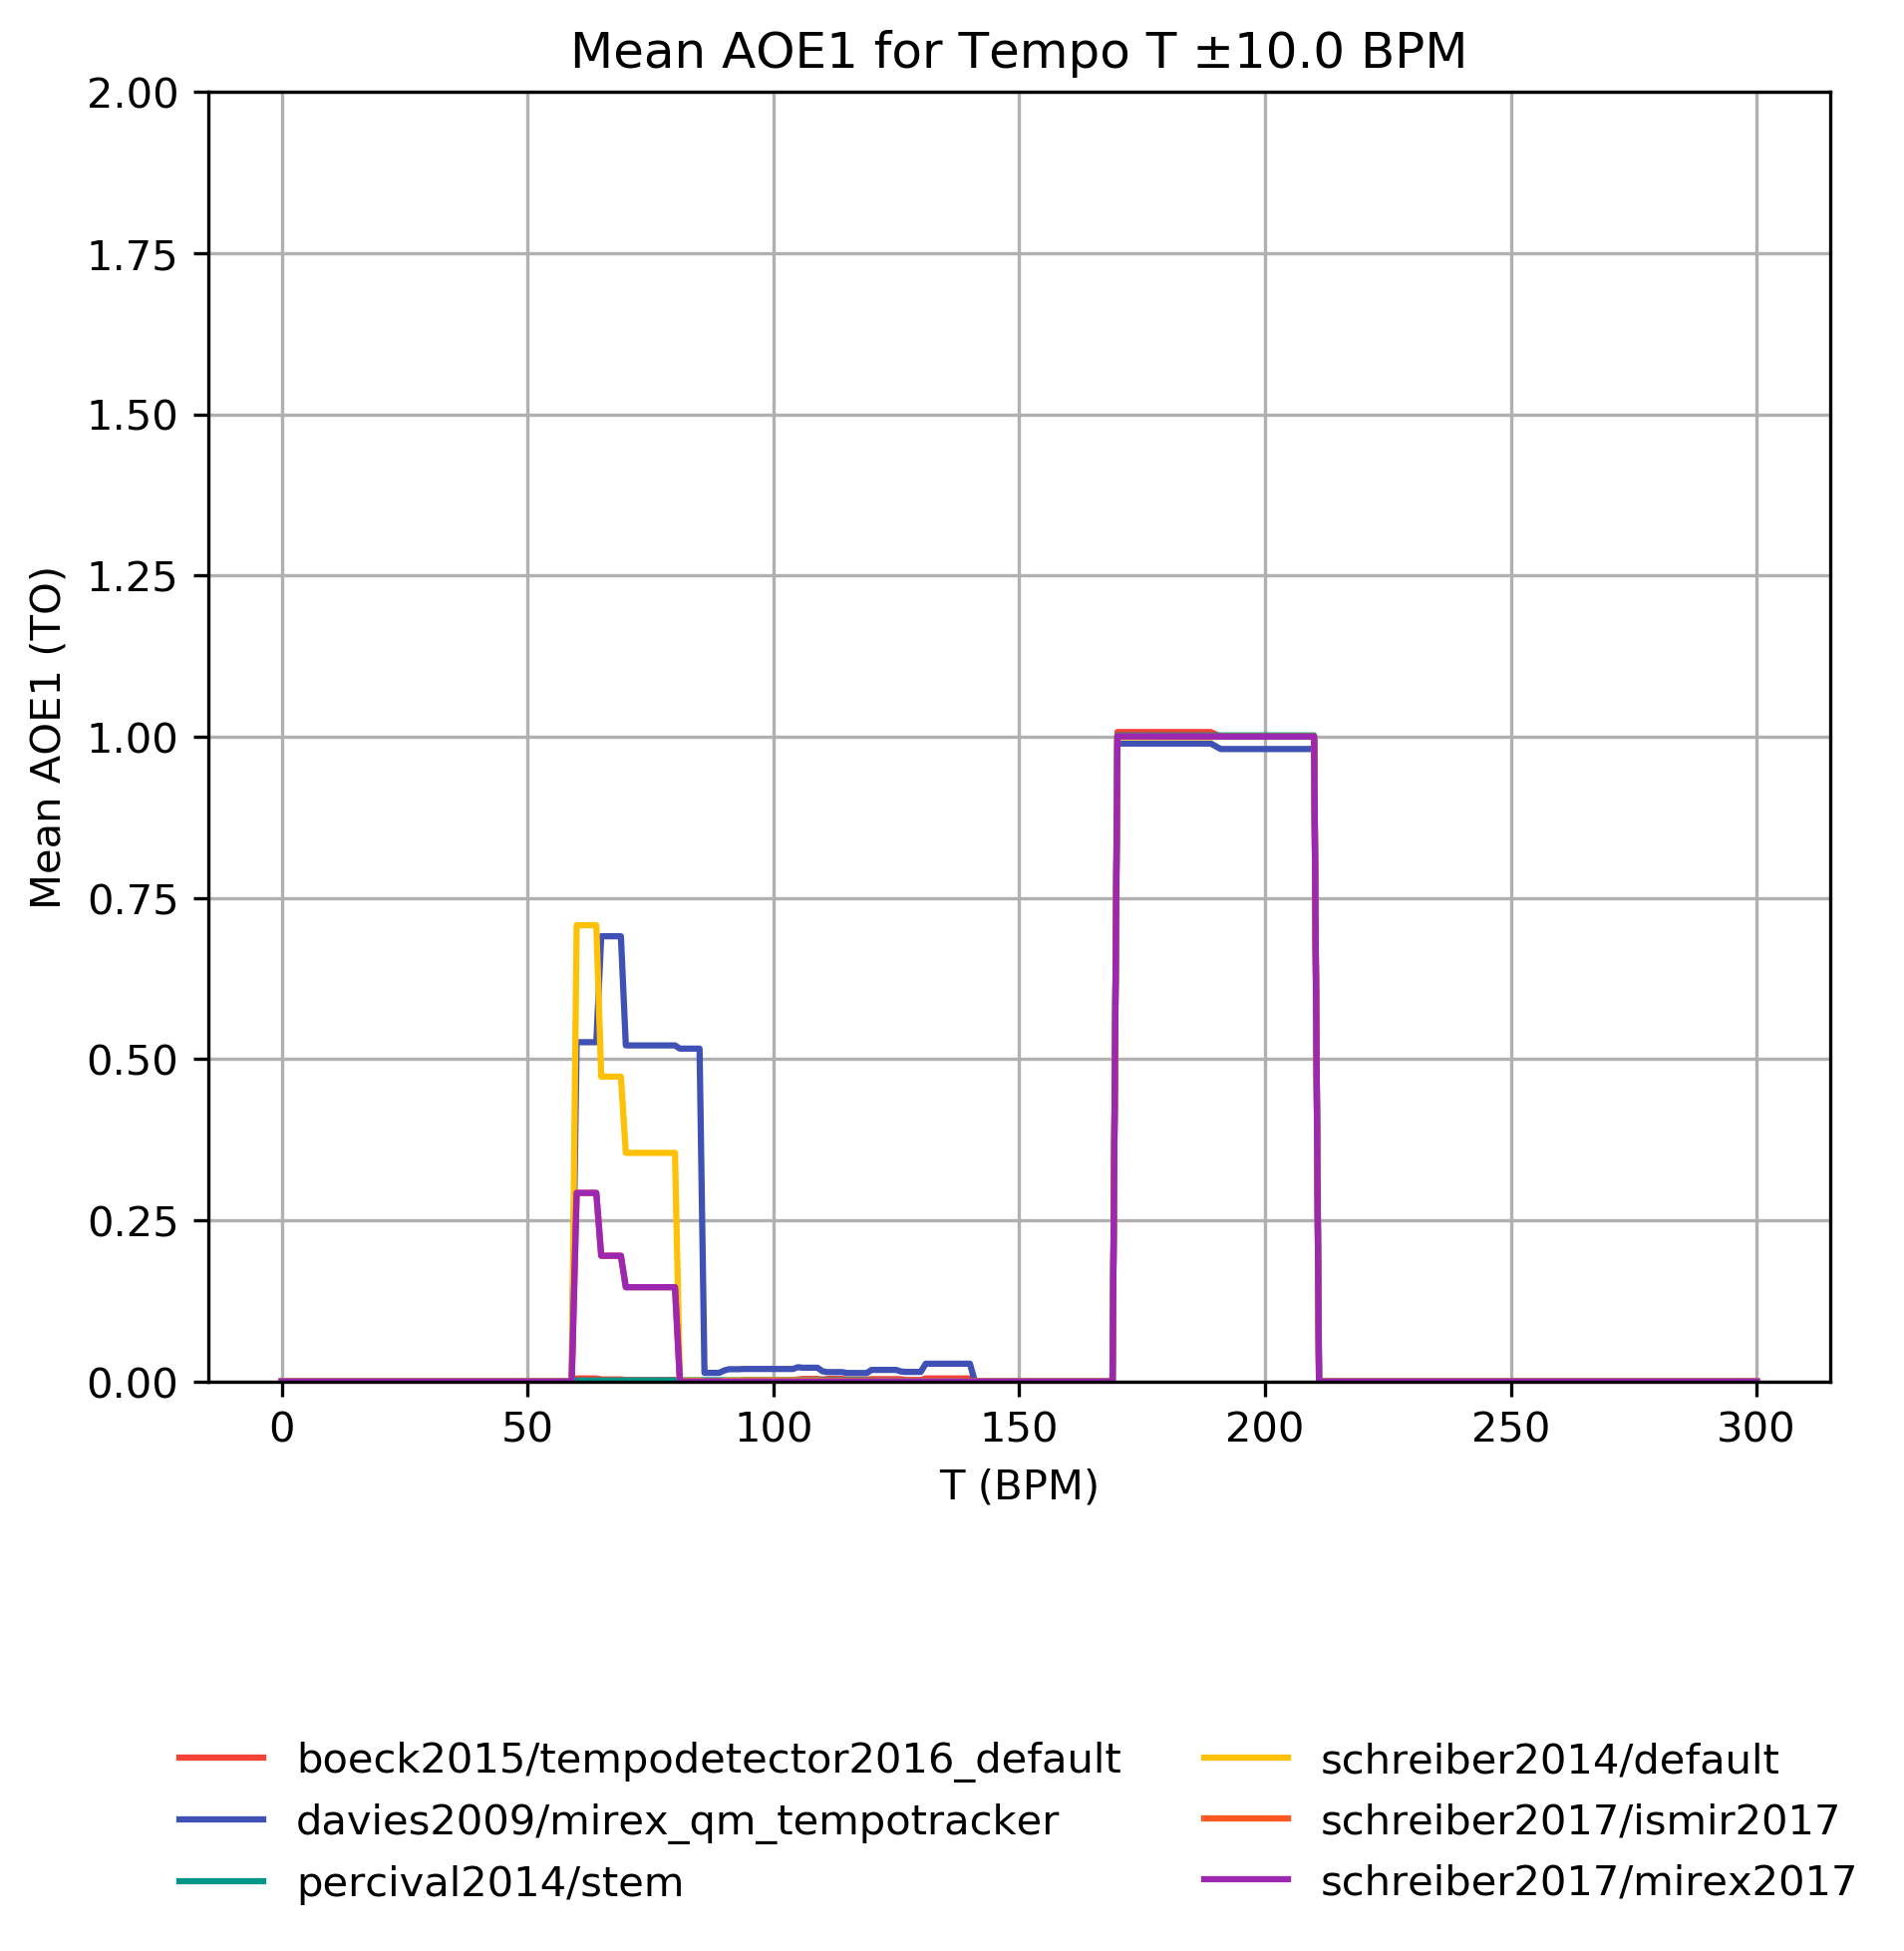 Mean AOE1 for Tempo T ±10.0 BPM
2.00
1.75
1.50
1.25
1.00
0.75
0.50
0.25
0.00
Mean AOE1 (TO)
0 50 100 150 200 250 300
T (BPM)
boeck2015/tempodetector2016_default
davies2009/mirex_qm_tempotracker
percival2014/stem
schreiber2014/default
schreiber2017/ismir2017
schreiber2017/mirex2017